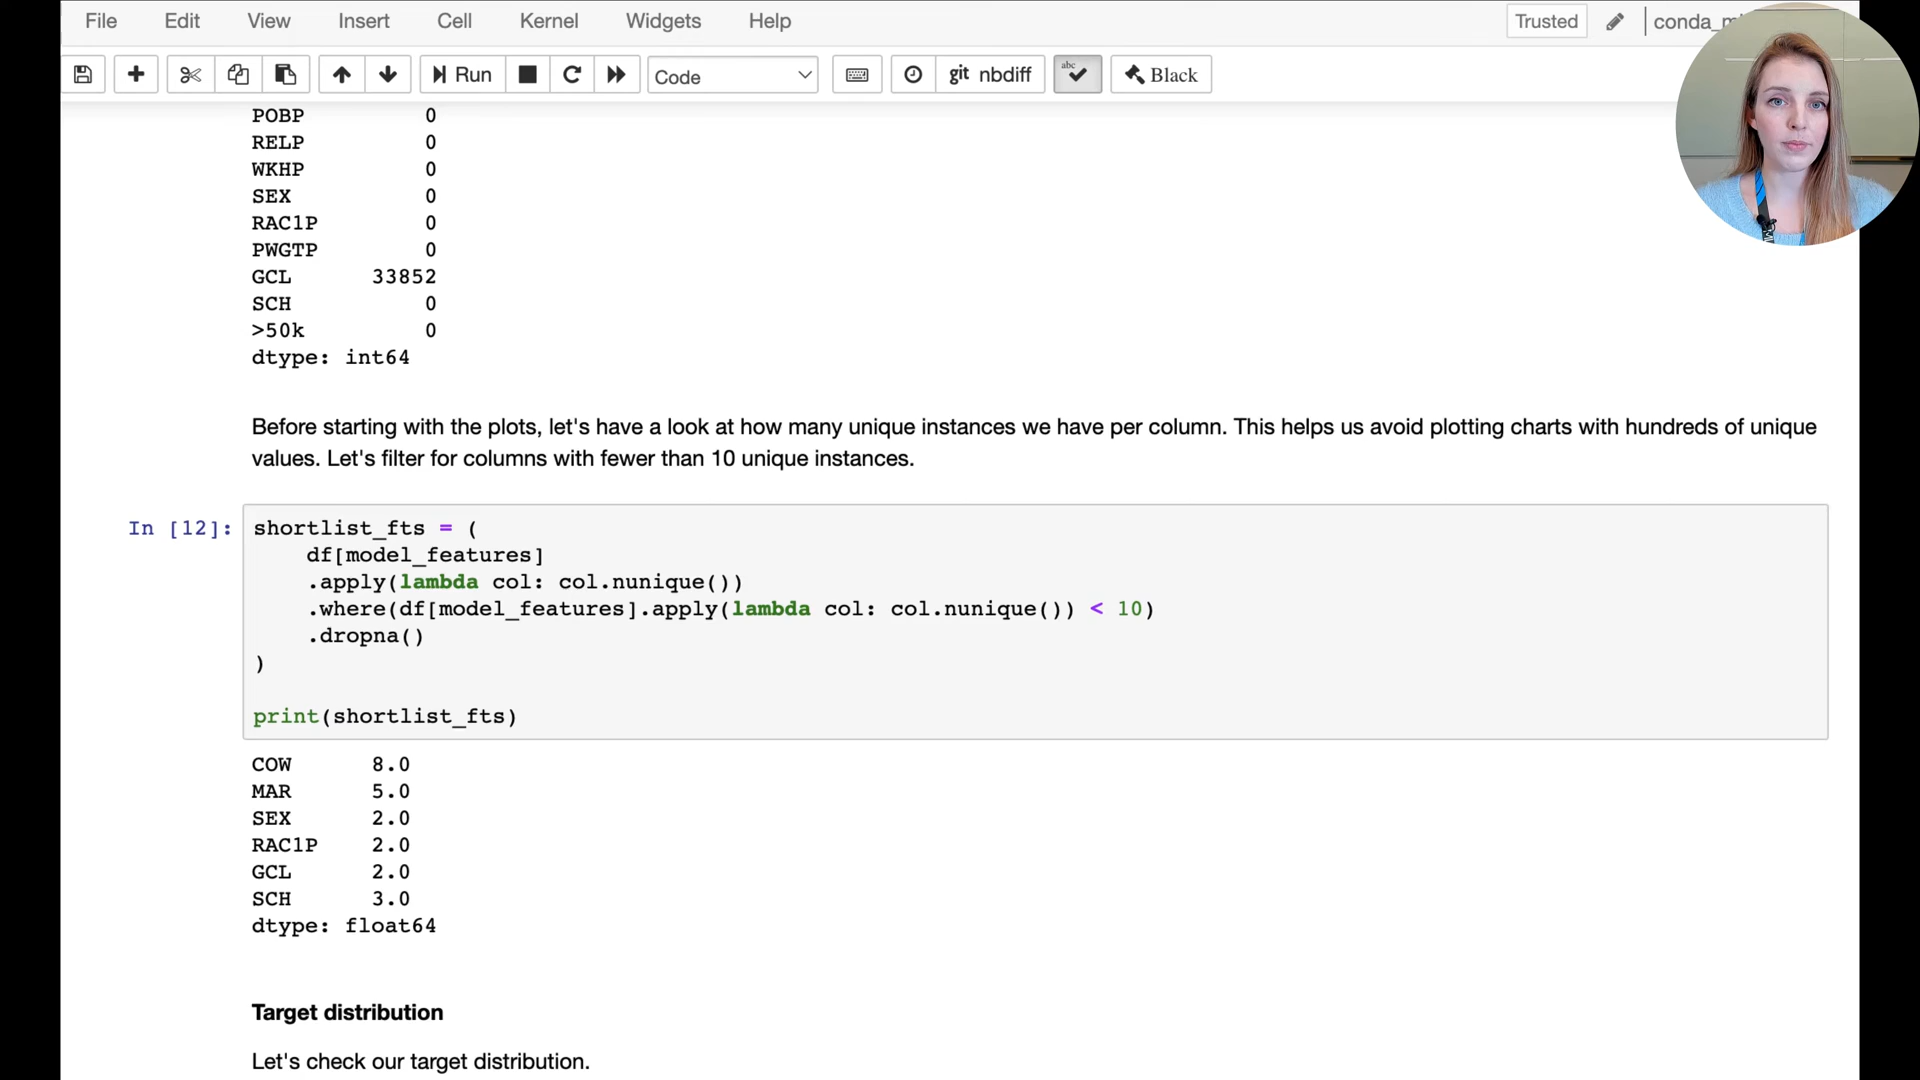 File Edit View Insert Cell Kernel Widgets Help Trusted conda_m
Run Code git nbdiff abc Black
POBP 0
RELP 0
WKHP 0
SEX 0
RAC1P 0
PWGTP 0
GCL 33852
SCH 0
>50k 0
dtype: int64
Before starting with the plots, let's have a look at how many unique instances we have per column. This helps us avoid plotting charts with hundreds of unique
values. Let's filter for columns with fewer than 10 unique instances.
In [12]: shortlist_fts = (
df[model_features]
.apply(lambda col: col.nunique())
.where(df[model_features].apply(lambda col: col.nunique()) < 10)
.dropna()
)
print(shortlist_fts)
COW 8.0
MAR 5.0
SEX 2.0
RAC1P 2.0
GCL 2.0
SCH 3.0
dtype: float64
Target distribution
Let's check our target distribution.